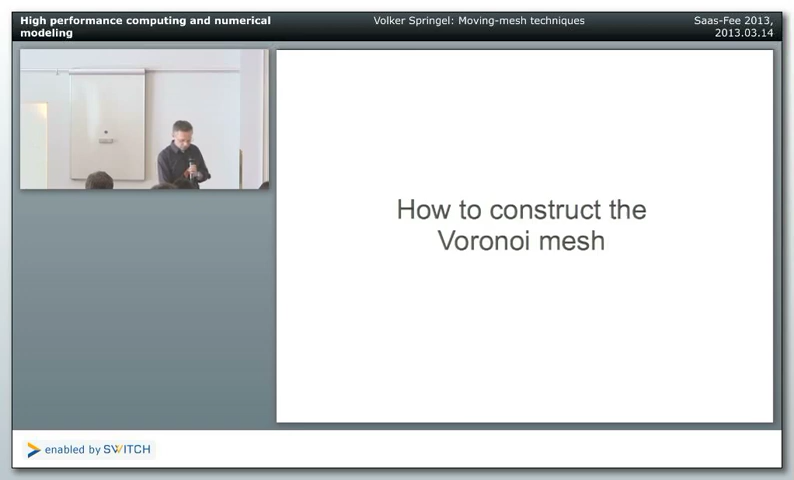 High performance computing and numerical
modeling
Volker Springel: Moving-mesh techniques
Saas-Fee 2013,
2013.03.14
How to construct the
Voronoi mesh
enabled by SWITCH